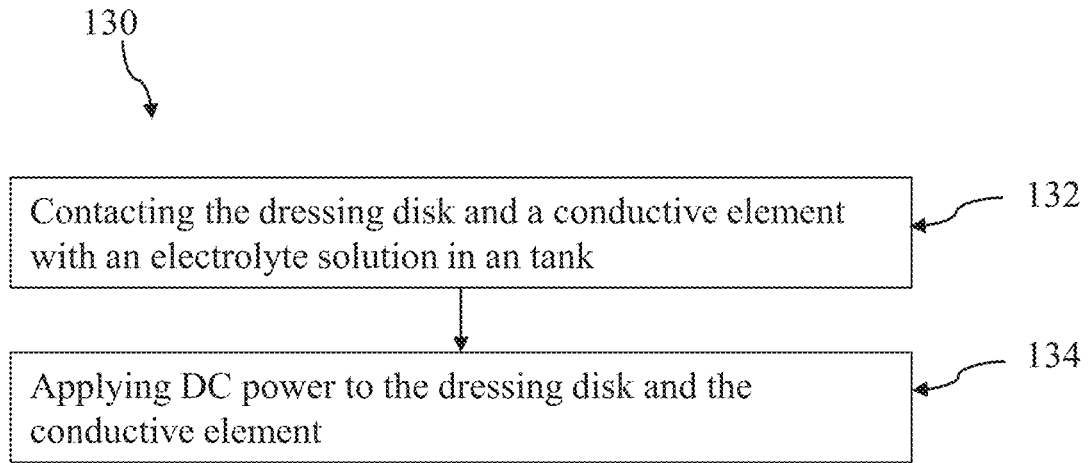 130
Contacting the dressing disk and a conductive element
132
with an electrolyte solution in an tank
Applying DC power to the dressing disk and the
134
conductive element